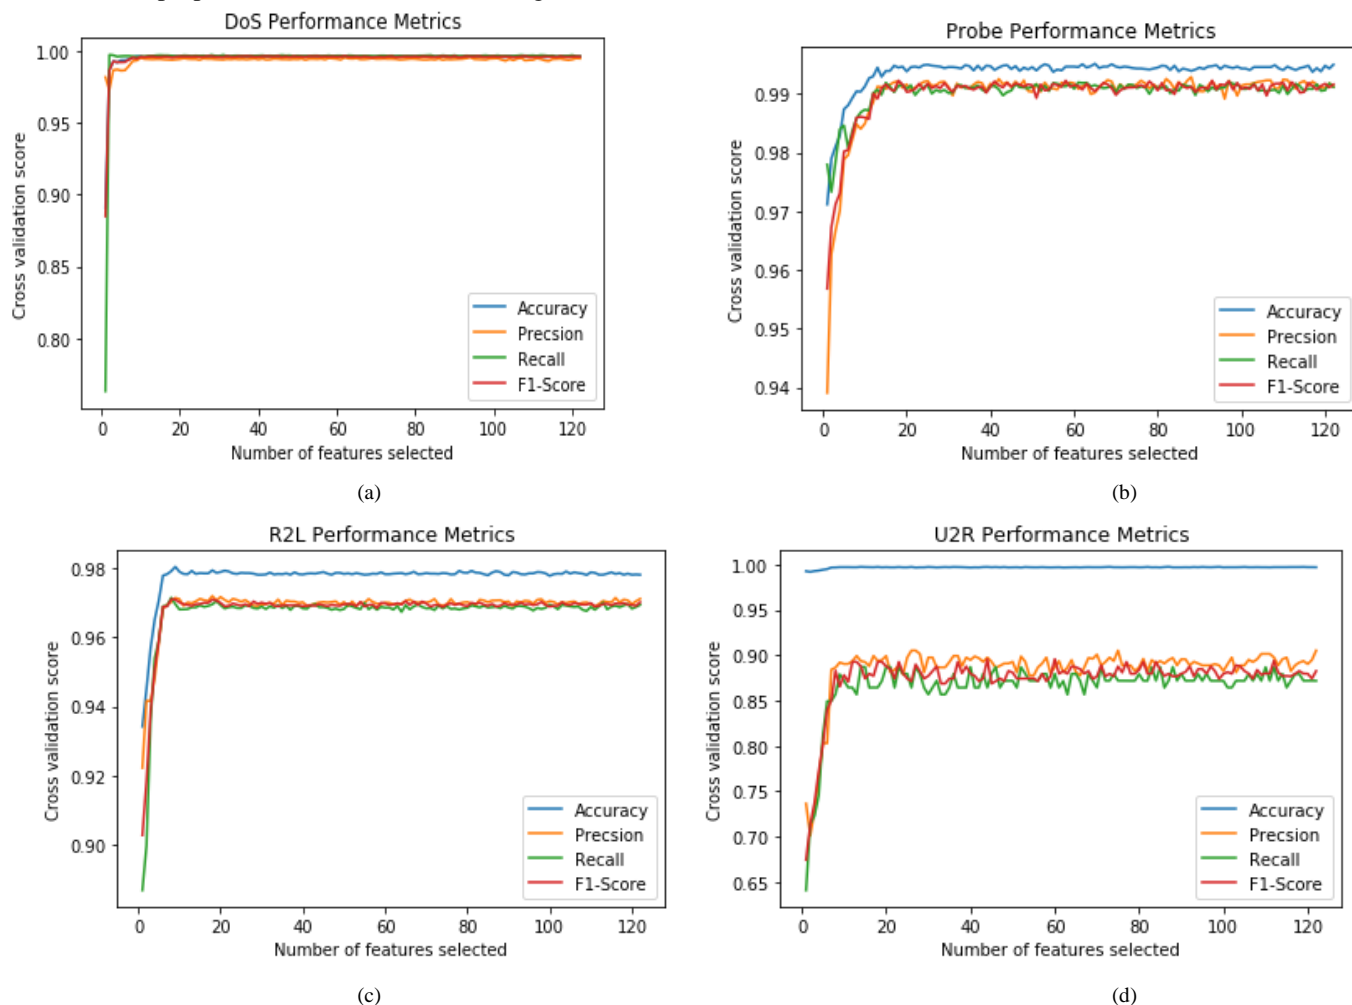 DoS Performance Metrics
1.00
0.95
0.90
0.85
0.80
Cross validation score
Accuracy
Precsion
Recall
F1-Score
0
20
40
60
80
100
120
Number of features selected
(a)
Probe Performance Metrics
0.99
0.98
0.97
0.96
0.95
0.94
Cross validation score
Accuracy
Precsion
Recall
F1-Score
0
20
40
60
80
100
120
Number of features selected
(b)
R2L Performance Metrics
0.98
0.96
0.94
0.92
0.90
Cross validation score
Accuracy
Precsion
Recall
F1-Score
0
20
40
60
80
100
120
Number of features selected
(c)
U2R Performance Metrics
1.00
0.95
0.90
0.85
0.80
0.75
0.70
0.65
Cross validation score
Accuracy
Precsion
Recall
F1-Score
0
20
40
60
80
100
120
Number of features selected
(d)